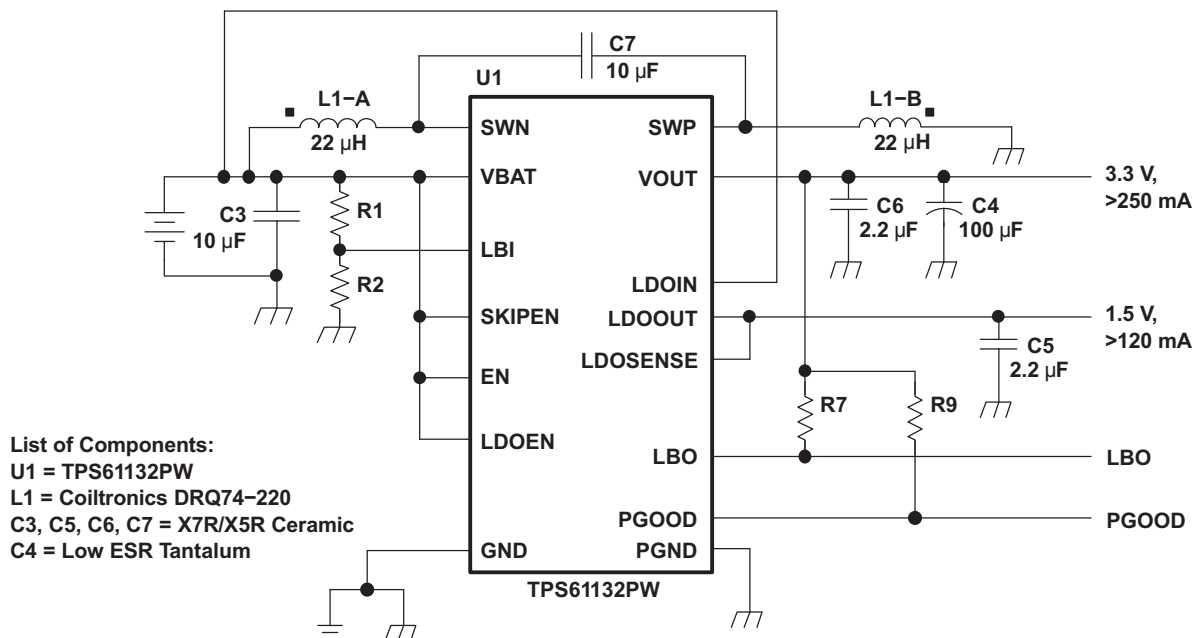 C7
10 µF
U1
L1−A
22 µH
L1−B
22 µH
SWN
SWP
VBAT
VOUT
3.3 V,
>250 mA
C3
10 µF
R1
C6
2.2 µF
C4
100 µF
LBI
R2
LDOIN
SKIPEN
LDOOUT
1.5 V,
>120 mA
LDOSENSE
C5
2.2 µF
EN
R7
R9
LDOEN
LBO
LBO
PGOOD
PGOOD
GND
PGND
TPS61132PW
List of Components:
U1 = TPS61132PW
L1 = Coiltronics DRQ74−220
C3, C5, C6, C7 = X7R/X5R Ceramic
C4 = Low ESR Tantalum